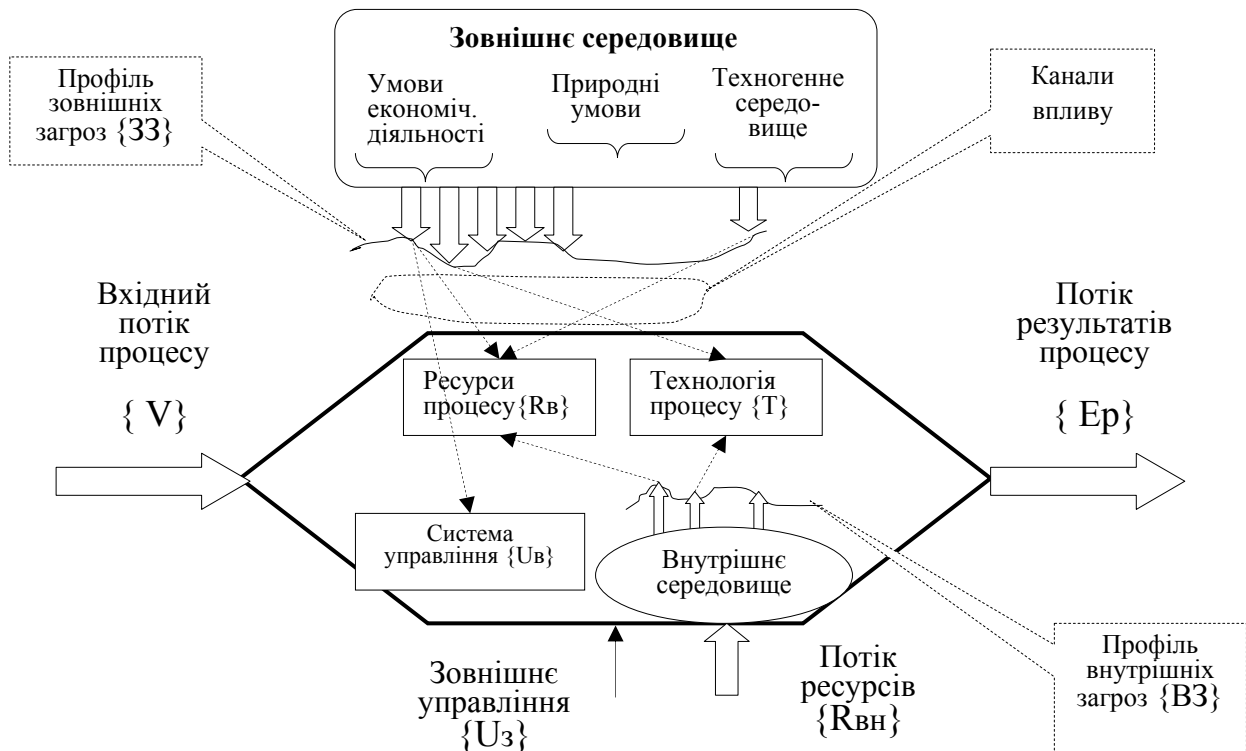 Зовнішнє середовище
Профіль
зовнішніх
загроз {ЗЗ}
Умови
економіч.
діяльності
Природні
умови
Техногенне
середо-
вище
Канали
впливу
Вхідний
потік
процесу
{ V}
Потік
результатів
процесу
{ Ер}
Ресурси
процесу{Rв}
Технологія
процесу {Т}
Система
управління {Uв}
Внутрішнє
середовище
Зовнішнє
управління
{Uз}
Потік
ресурсів
{Rвн}
Профіль
внутрішніх
загроз {ВЗ}